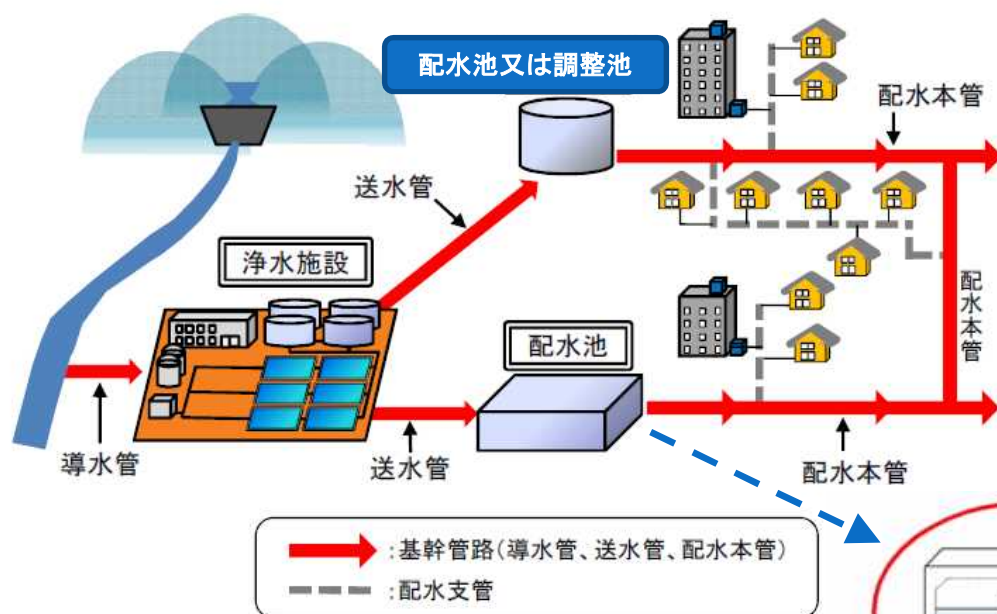 配水池又は調整池
配水本管
送水管
浄水施設
配水本管
配水池
導水管
送水管
配水本管
:基幹管路(導水管、送水管、配水本管)
:配水支管